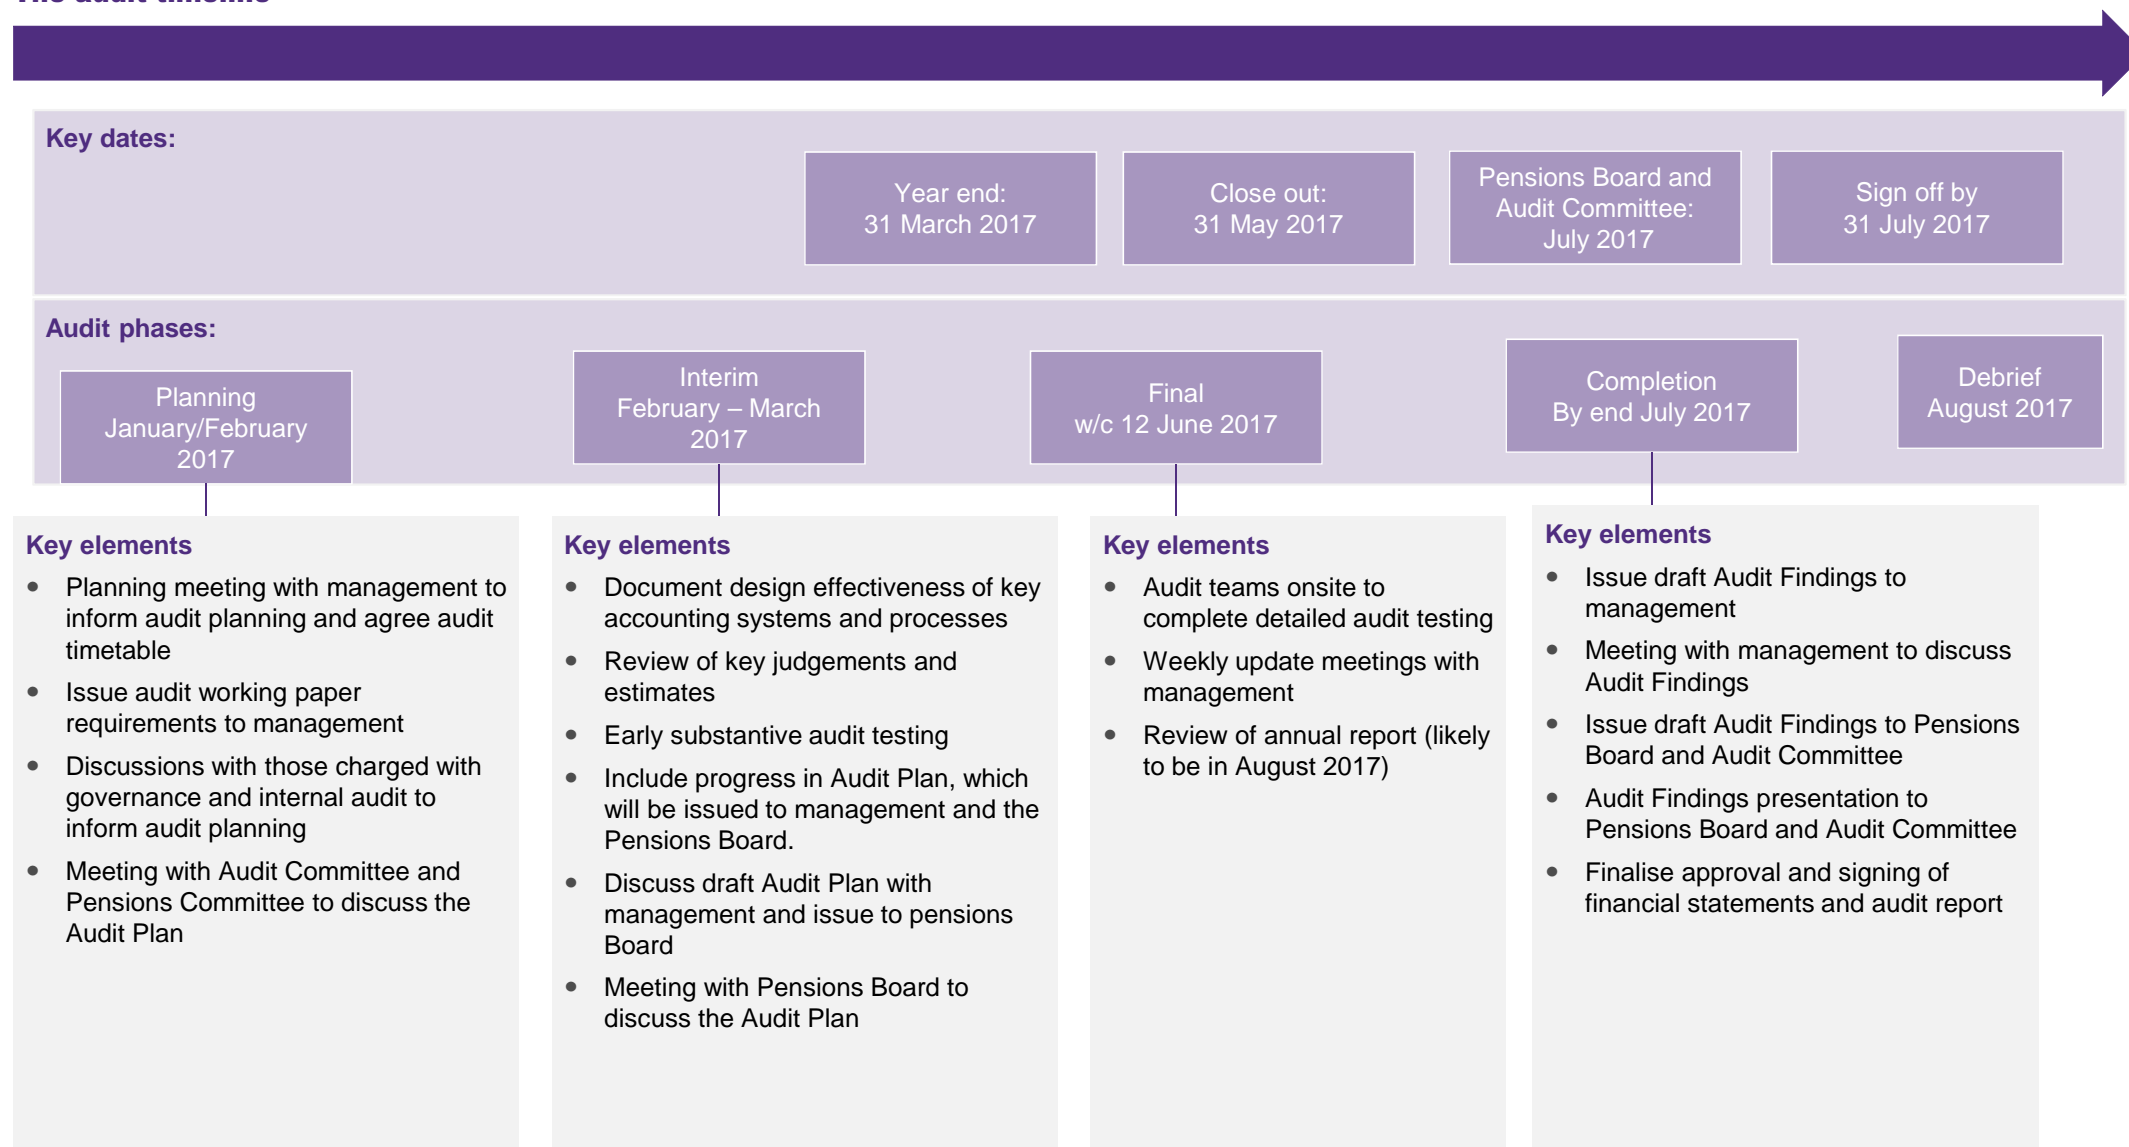 The audit timeline
Key dates:
Year end:
31 March 2017
Close out:
31 May 2017
Pensions Board and
Audit Committee:
July 2017
Sign off by
31 July 2017
Audit phases:
Planning
January/February
2017
Interim
February – March
2017
Final
w/c 12 June 2017
Completion
By end July 2017
Debrief
August 2017
Key elements
• Planning meeting with management to
inform audit planning and agree audit
timetable
• Issue audit working paper
requirements to management
• Discussions with those charged with
governance and internal audit to
inform audit planning
• Meeting with Audit Committee and
Pensions Committee to discuss the
Audit Plan
Key elements
• Document design effectiveness of key
accounting systems and processes
• Review of key judgements and
estimates
• Early substantive audit testing
• Include progress in Audit Plan, which
will be issued to management and the
Pensions Board.
• Discuss draft Audit Plan with
management and issue to pensions
Board
• Meeting with Pensions Board to
discuss the Audit Plan
Key elements
• Audit teams onsite to
complete detailed audit testing
• Weekly update meetings with
management
• Review of annual report (likely
to be in August 2017)
Key elements
• Issue draft Audit Findings to
management
• Meeting with management to discuss
Audit Findings
• Issue draft Audit Findings to Pensions
Board and Audit Committee
• Audit Findings presentation to
Pensions Board and Audit Committee
• Finalise approval and signing of
financial statements and audit report